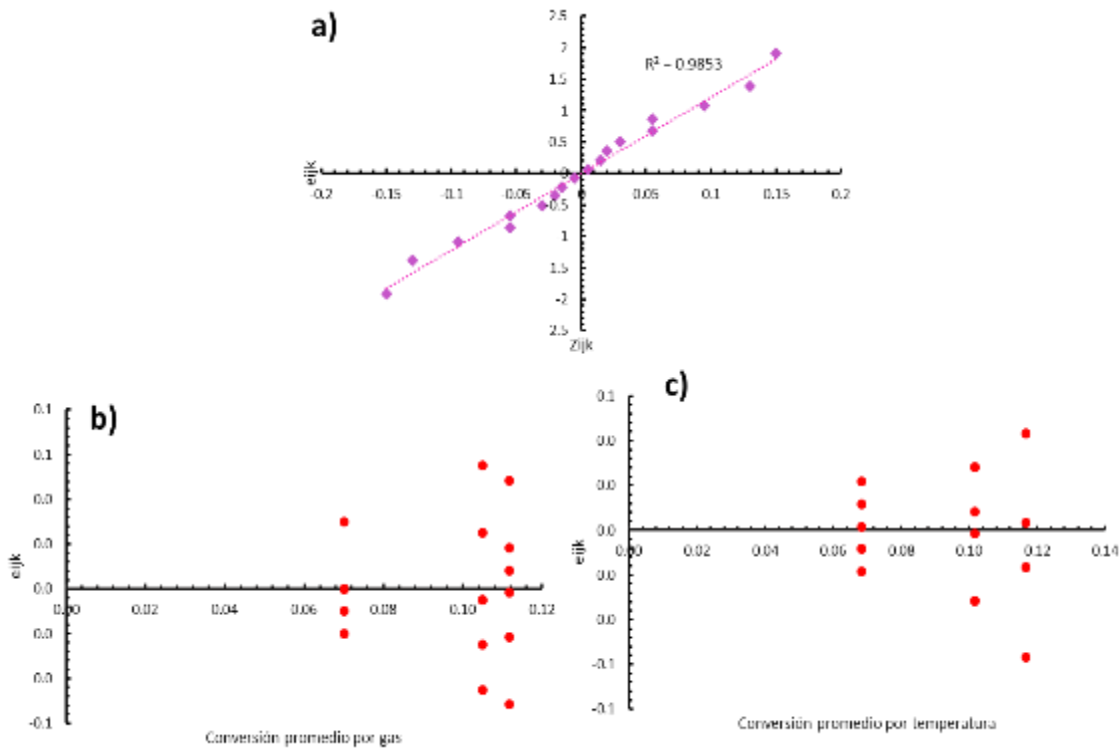 a)
2.5
2
R² – 0.9853
1.5
1
0.5
0
eijk
-0.2 -0.15 -0.1 -0.05 0 0.05 0.1 0.15 0.2
-0.5
1
1.5
-2
2.5
Zijk
b)
0.1
0.1
0.0
0.0
0.0
0.0
0.0
-0.1
eijk
0.00 0.02 0.04 0.06 0.08 0.10 0.12
Conversión promedio por gas
c)
0.1
0.0
0.0
0.0
0.0
-0.1
-0.1
eijk
0.00 0.02 0.04 0.06 0.08 0.10 0.12 0.14
Conversión promedio por temperatura